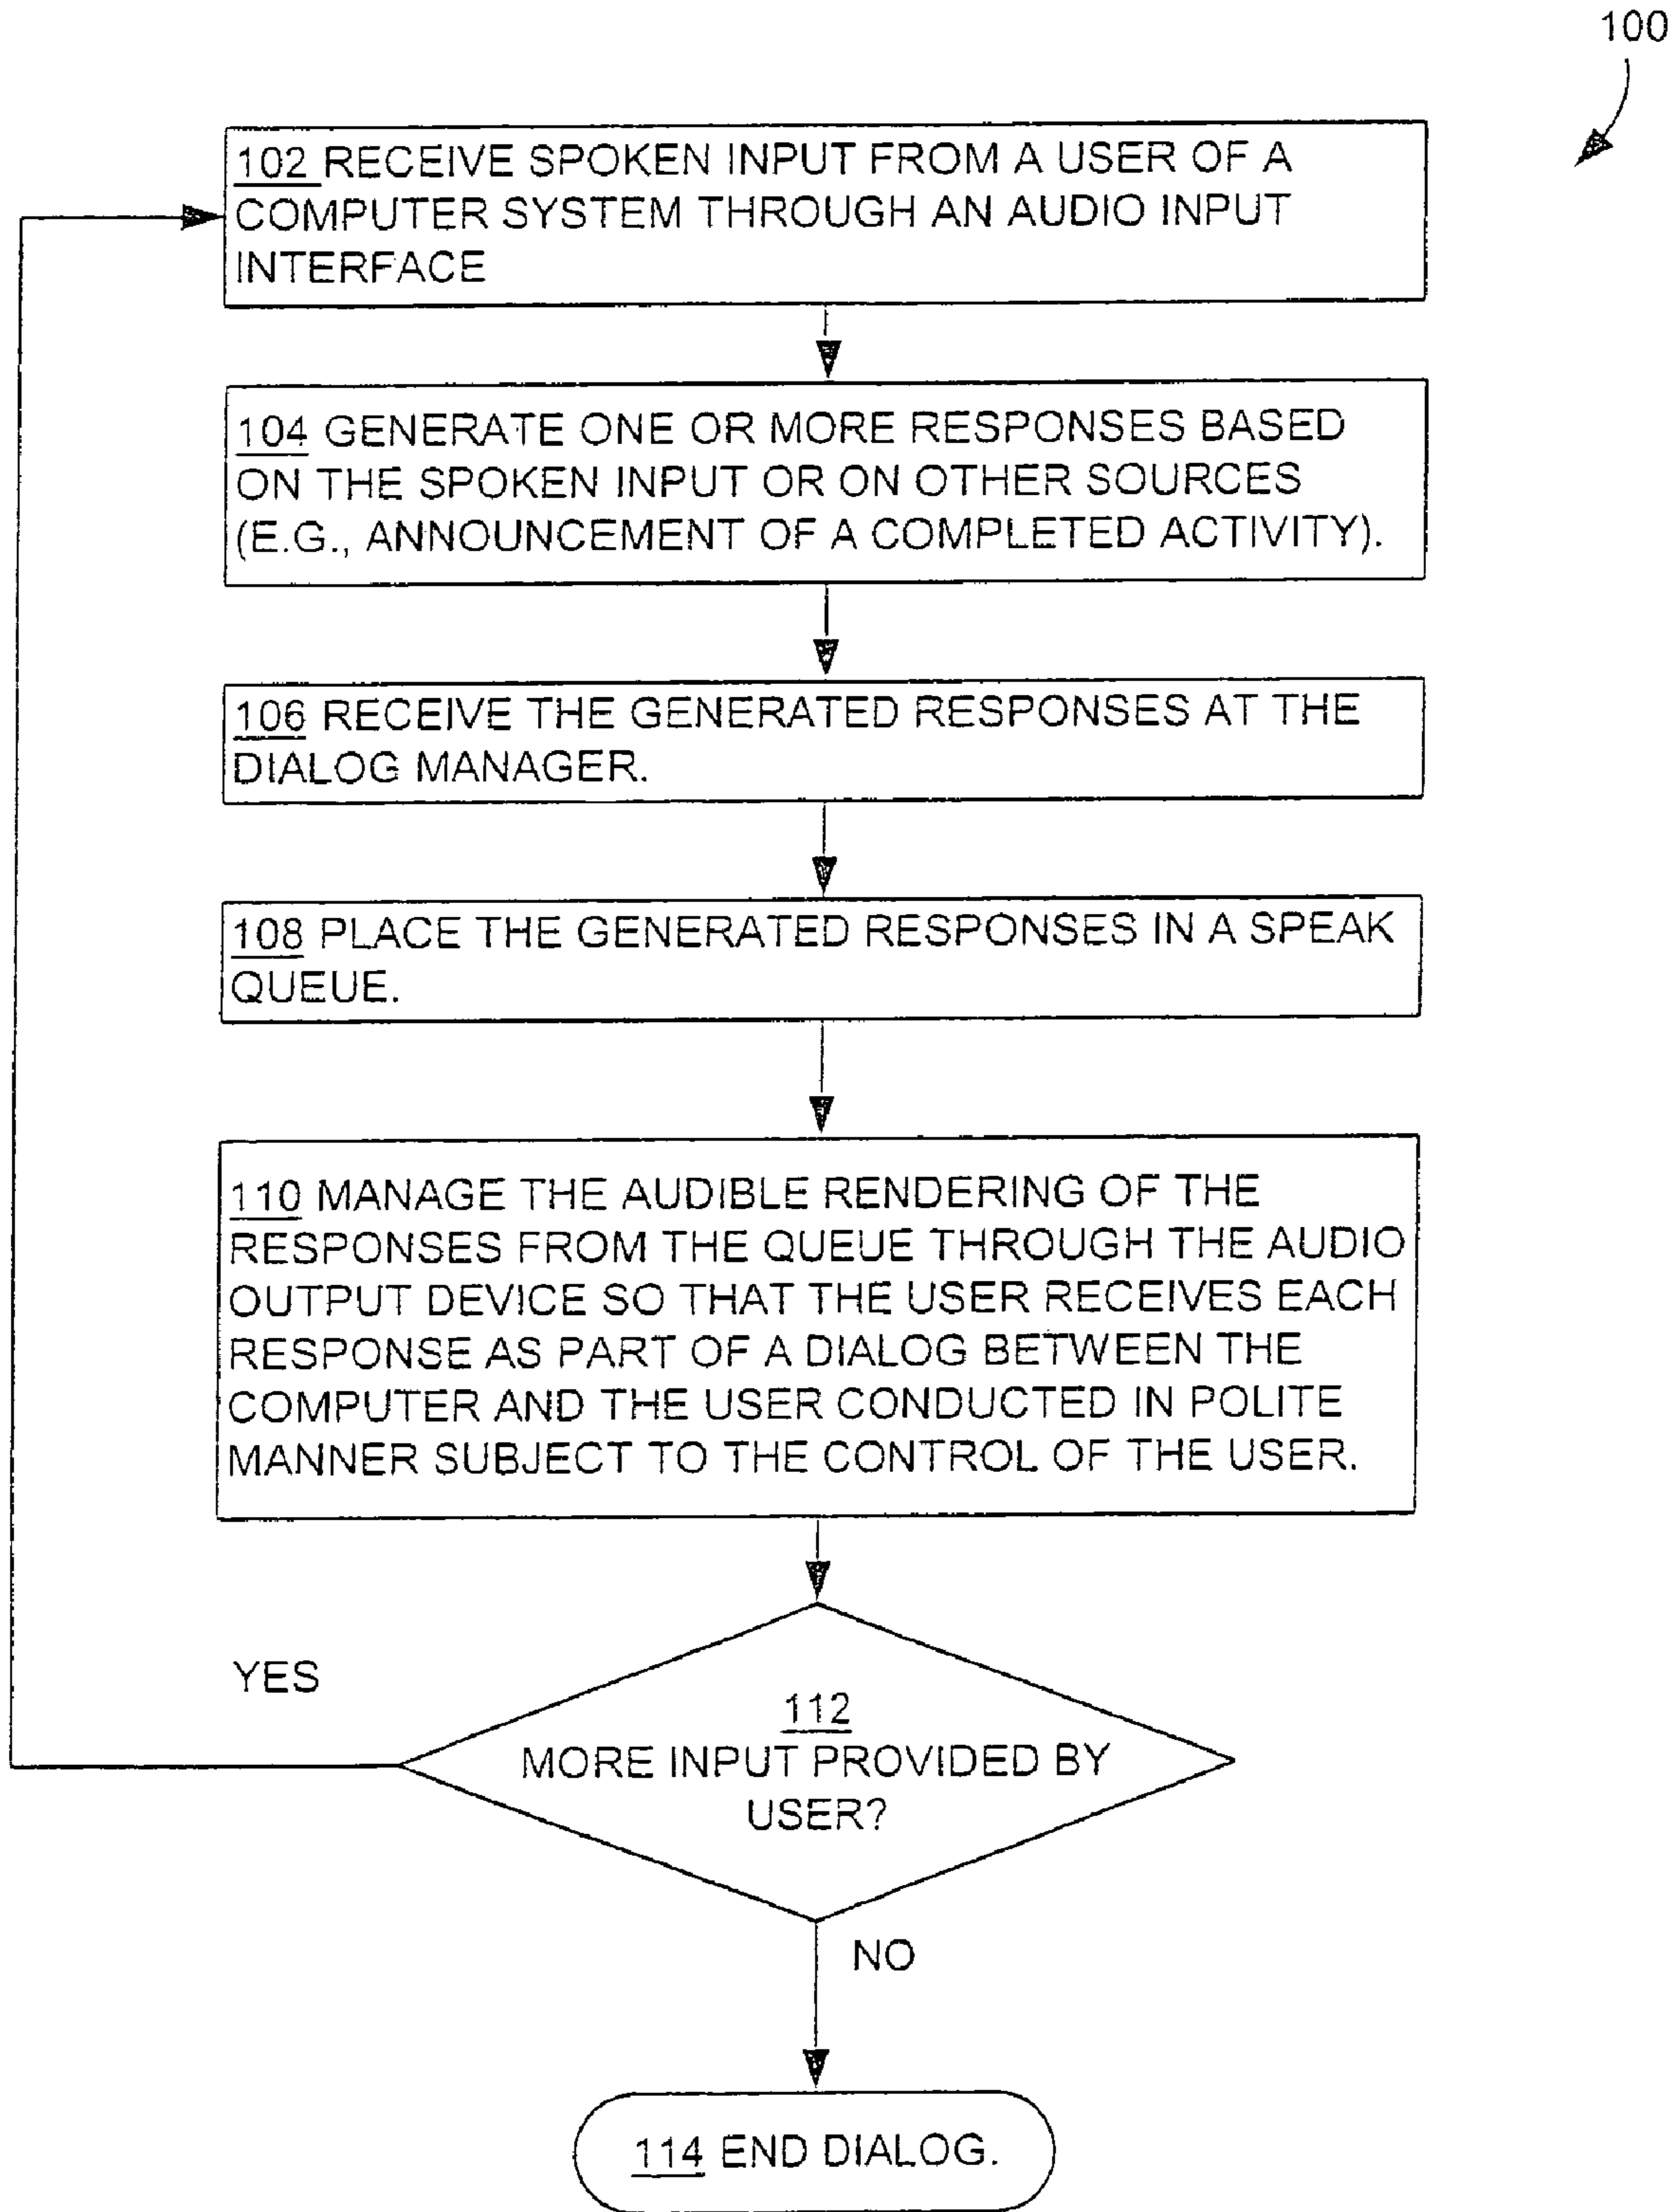 100
102 RECEIVE SPOKEN INPUT FROM A USER OF A
COMPUTER SYSTEM THROUGH AN AUDIO INPUT
INTERFACE
104 GENERATE ONE OR MORE RESPONSES BASED
ON THE SPOKEN INPUT OR ON OTHER SOURCES
(E.G., ANNOUNCEMENT OF A COMPLETED ACTIVITY).
106 RECEIVE THE GENERATED RESPONSES AT THE
DIALOG MANAGER.
108 PLACE THE GENERATED RESPONSES IN A SPEAK
QUEUE.
110 MANAGE THE AUDIBLE RENDERING OF THE
RESPONSES FROM THE QUEUE THROUGH THE AUDIO
OUTPUT DEVICE SO THAT THE USER RECEIVES EACH
RESPONSE AS PART OF A DIALOG BETWEEN THE
COMPUTER AND THE USER CONDUCTED IN POLITE
MANNER SUBJECT TO THE CONTROL OF THE USER.
YES
112
MORE INPUT PROVIDED BY
USER?
NO
114 END DIALOG.